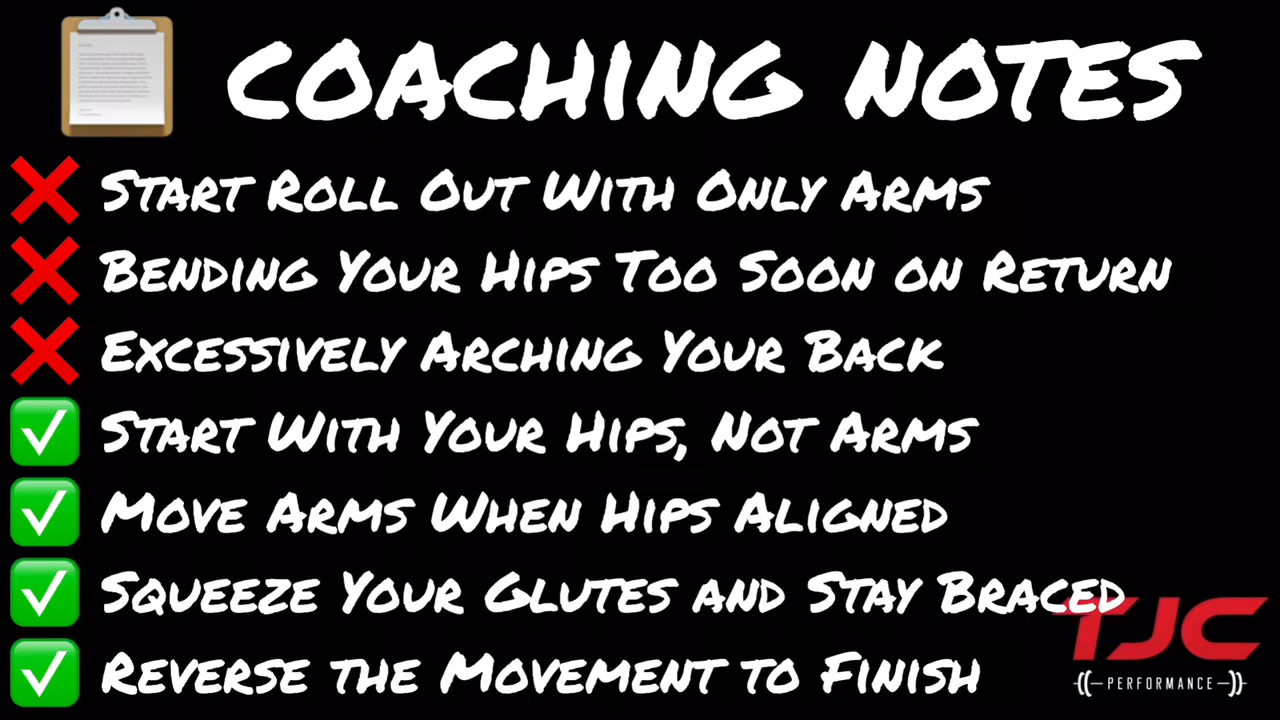 COACHING NOTES
START ROLL OUT WITH ONLY ARMS
BENDING YOUR HIPS TOO SOON ON RETURN
EXCESSIVELY ARCHING YOUR BACK
START WITH YOUR HIPS, NOT ARMS
MOVE ARMS WHEN HIPS ALIGNED
SQUEEZE YOUR GLUTES AND STAY BRACED
REVERSE THE MOVEMENT TO FINISH
TJC
PERFORMANCE